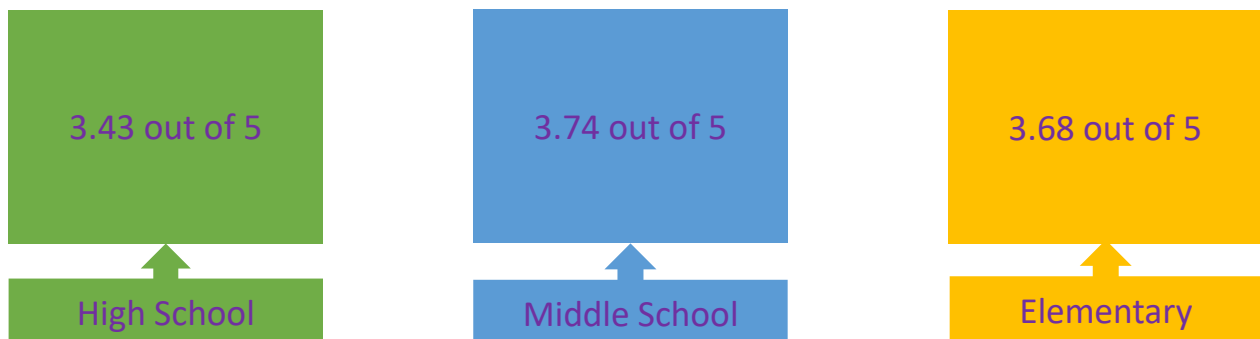 3.43 out of 5
3.74 out of 5
3.68 out of 5
High School
Middle School
Elementary